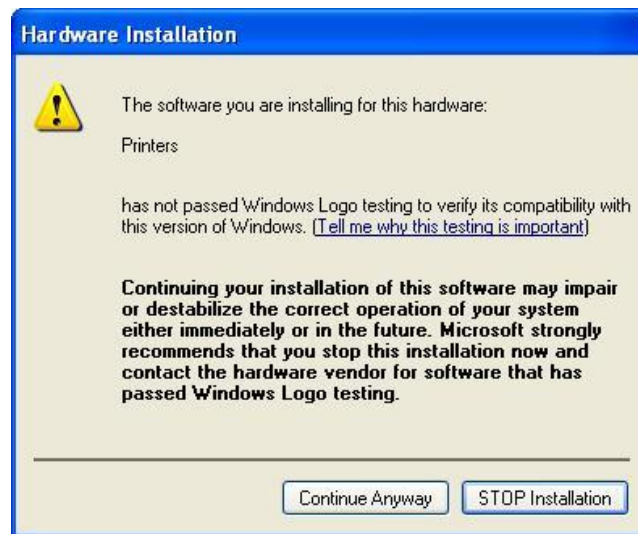 Hardware Installation
The software you are installing for this hardware:
Printers
has not passed Windows Logo testing to verify its compatibility with
this version of Windows. (Tell me why this testing is important)
Continuing your installation of this software may impair
or destabilize the correct operation of your system
either immediately or in the future. Microsoft strongly
recommends that you stop this installation now and
contact the hardware vendor for software that has
passed Windows Logo testing.
Continue Anyway
STOP Installation